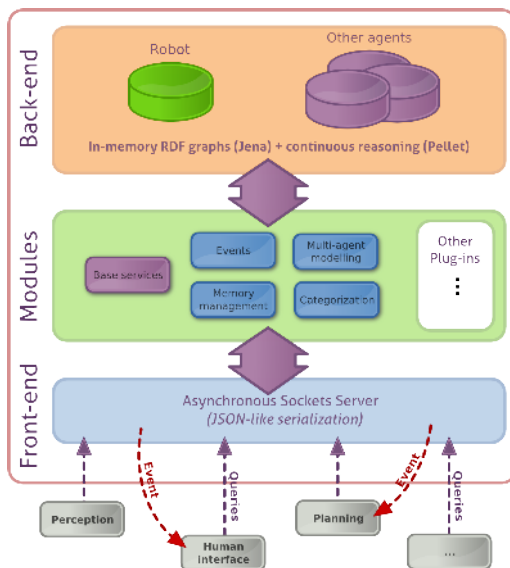 Back-end
Robot
Other agents
In-memory RDF graphs (Jena) + continuous reasoning (Pellet)
Modules
Base services
Events
Multi-agent
modelling
Memory
management
Categorization
Other
Plug-ins
...
Front-end
Asynchronous Sockets Server
(JSON-like serialization)
Event
Queries
Event
Queries
Perception
Human
Interface
Planning
...